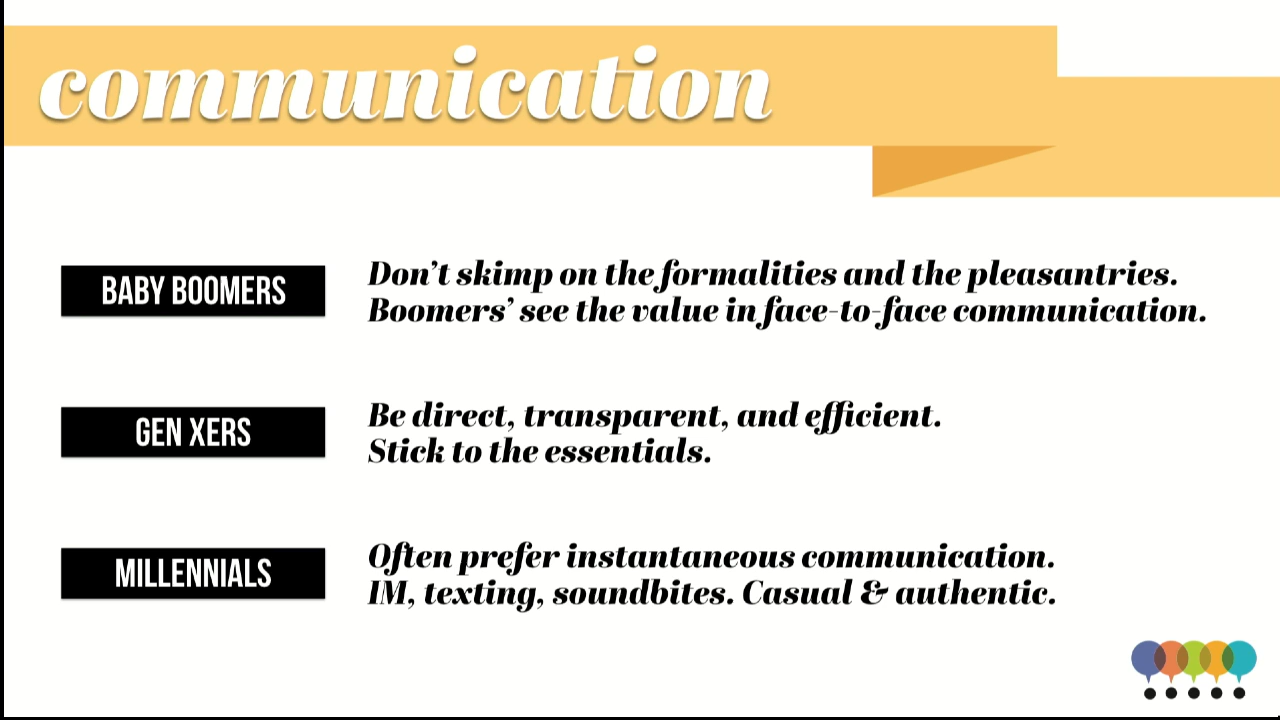 communication
BABY BOOMERS
Don’t skimp on the formalities and the pleasantries.
Boomers’ see the value in face-to-face communication.
GEN XERS
Be direct, transparent, and efficient.
Stick to the essentials.
MILLENNIALS
Often prefer instantaneous communication.
IM, texting, soundbites. Casual & authentic.